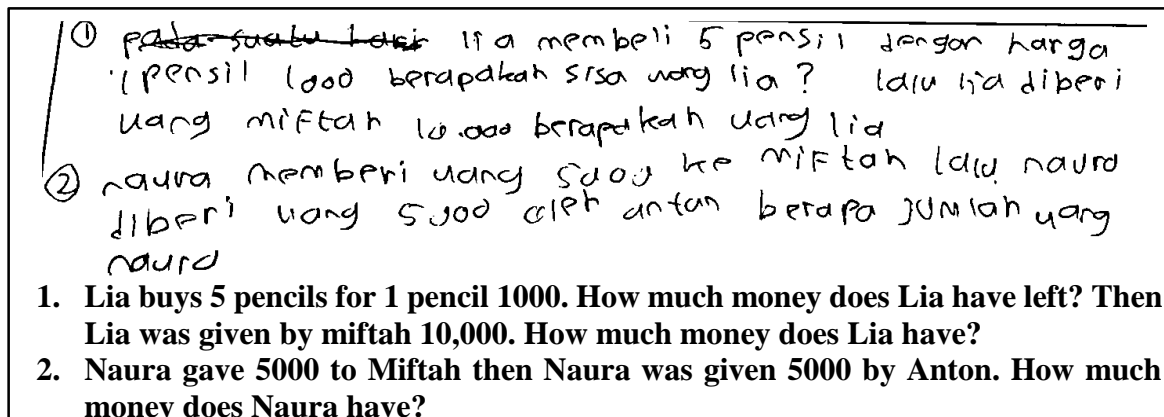 ① pada suatu hari lia membeli 5 pensil dengan harga
1 pensil 1000 berapakah sisa uang lia? lalu lia diberi
uang miftah 10.000 berapakah uang lia
② naura memberi uang 5000 ke miftah lalu naura
diberi uang 5000 oleh antan berapa jumlah uang
naura
1. Lia buys 5 pencils for 1 pencil 1000. How much money does Lia have left? Then
Lia was given by miftah 10,000. How much money does Lia have?
2. Naura gave 5000 to Miftah then Naura was given 5000 by Anton. How much
money does Naura have?